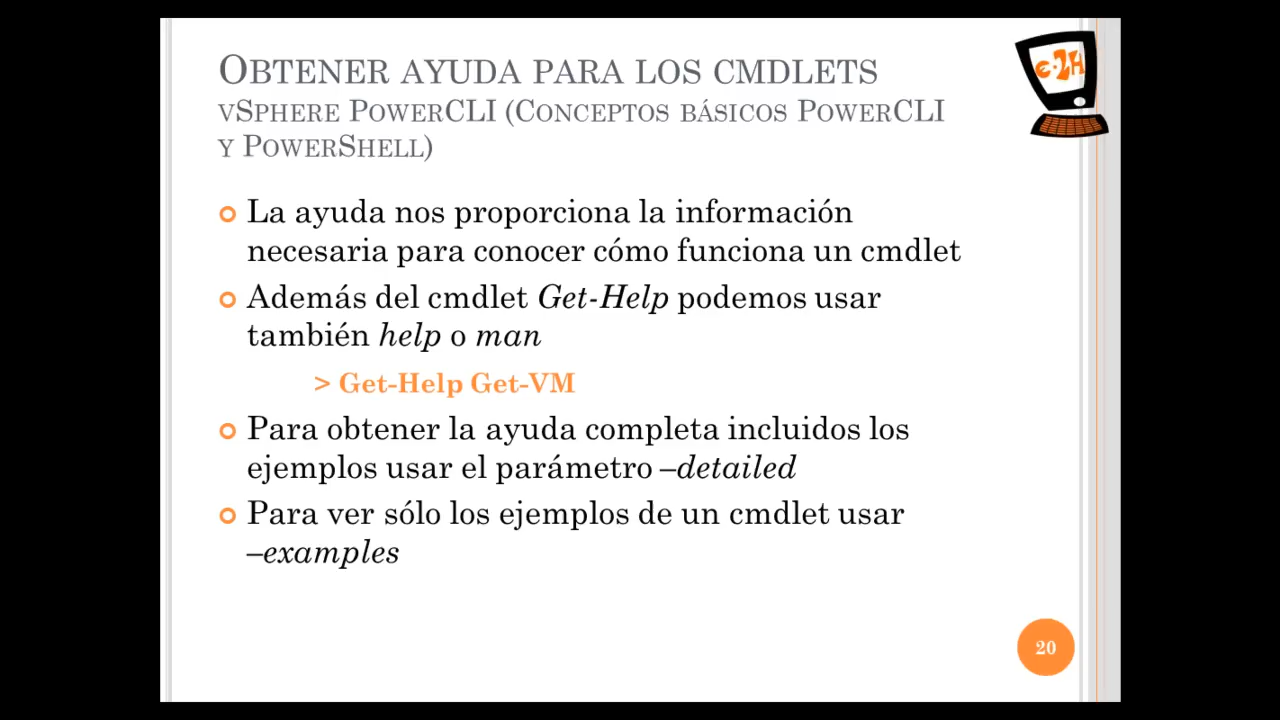 OBTENER AYUDA PARA LOS CMDLETS
VSPHERE POWERCLI (CONCEPTOS BÁSICOS POWERCLI
Y POWERSHELL)
e-2H
La ayuda nos proporciona la información
necesaria para conocer cómo funciona un cmdlet
Además del cmdlet Get-Help podemos usar
también help o man
> Get-Help Get-VM
Para obtener la ayuda completa incluidos los
ejemplos usar el parámetro –detailed
Para ver sólo los ejemplos de un cmdlet usar
–examples
20